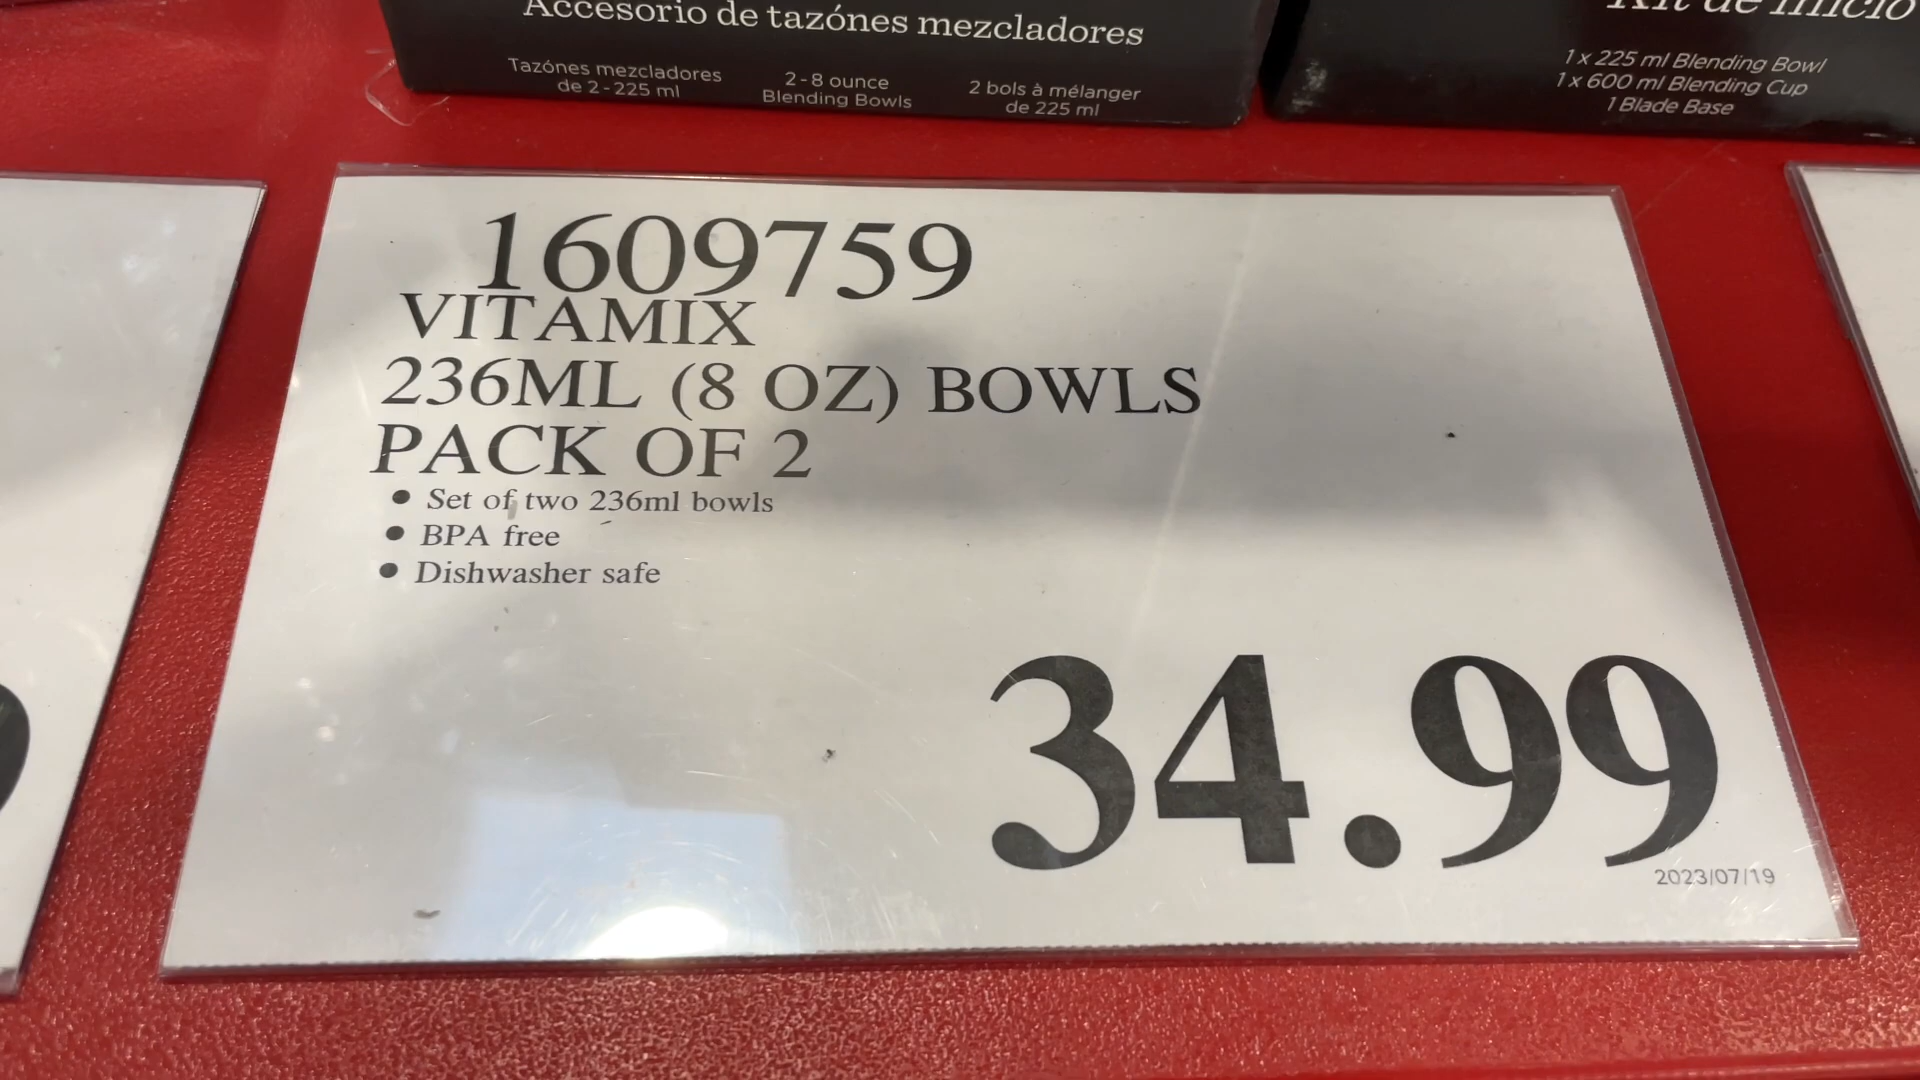 Accesorio de tazónes mezcladores
Tazónes mezcladores
de 2-225 ml
2-8 ounce
Blending Bowls
2 bols à mélanger
de 225 ml
Kit de inicio
1 x 225 ml Blending Bowl
1 x 600 ml Blending Cup
1 Blade Base
1609759
VITAMIX
236ML (8 OZ) BOWLS
PACK OF 2
• Set of two 236ml bowls
• BPA free
• Dishwasher safe
34.99
2023/07/19